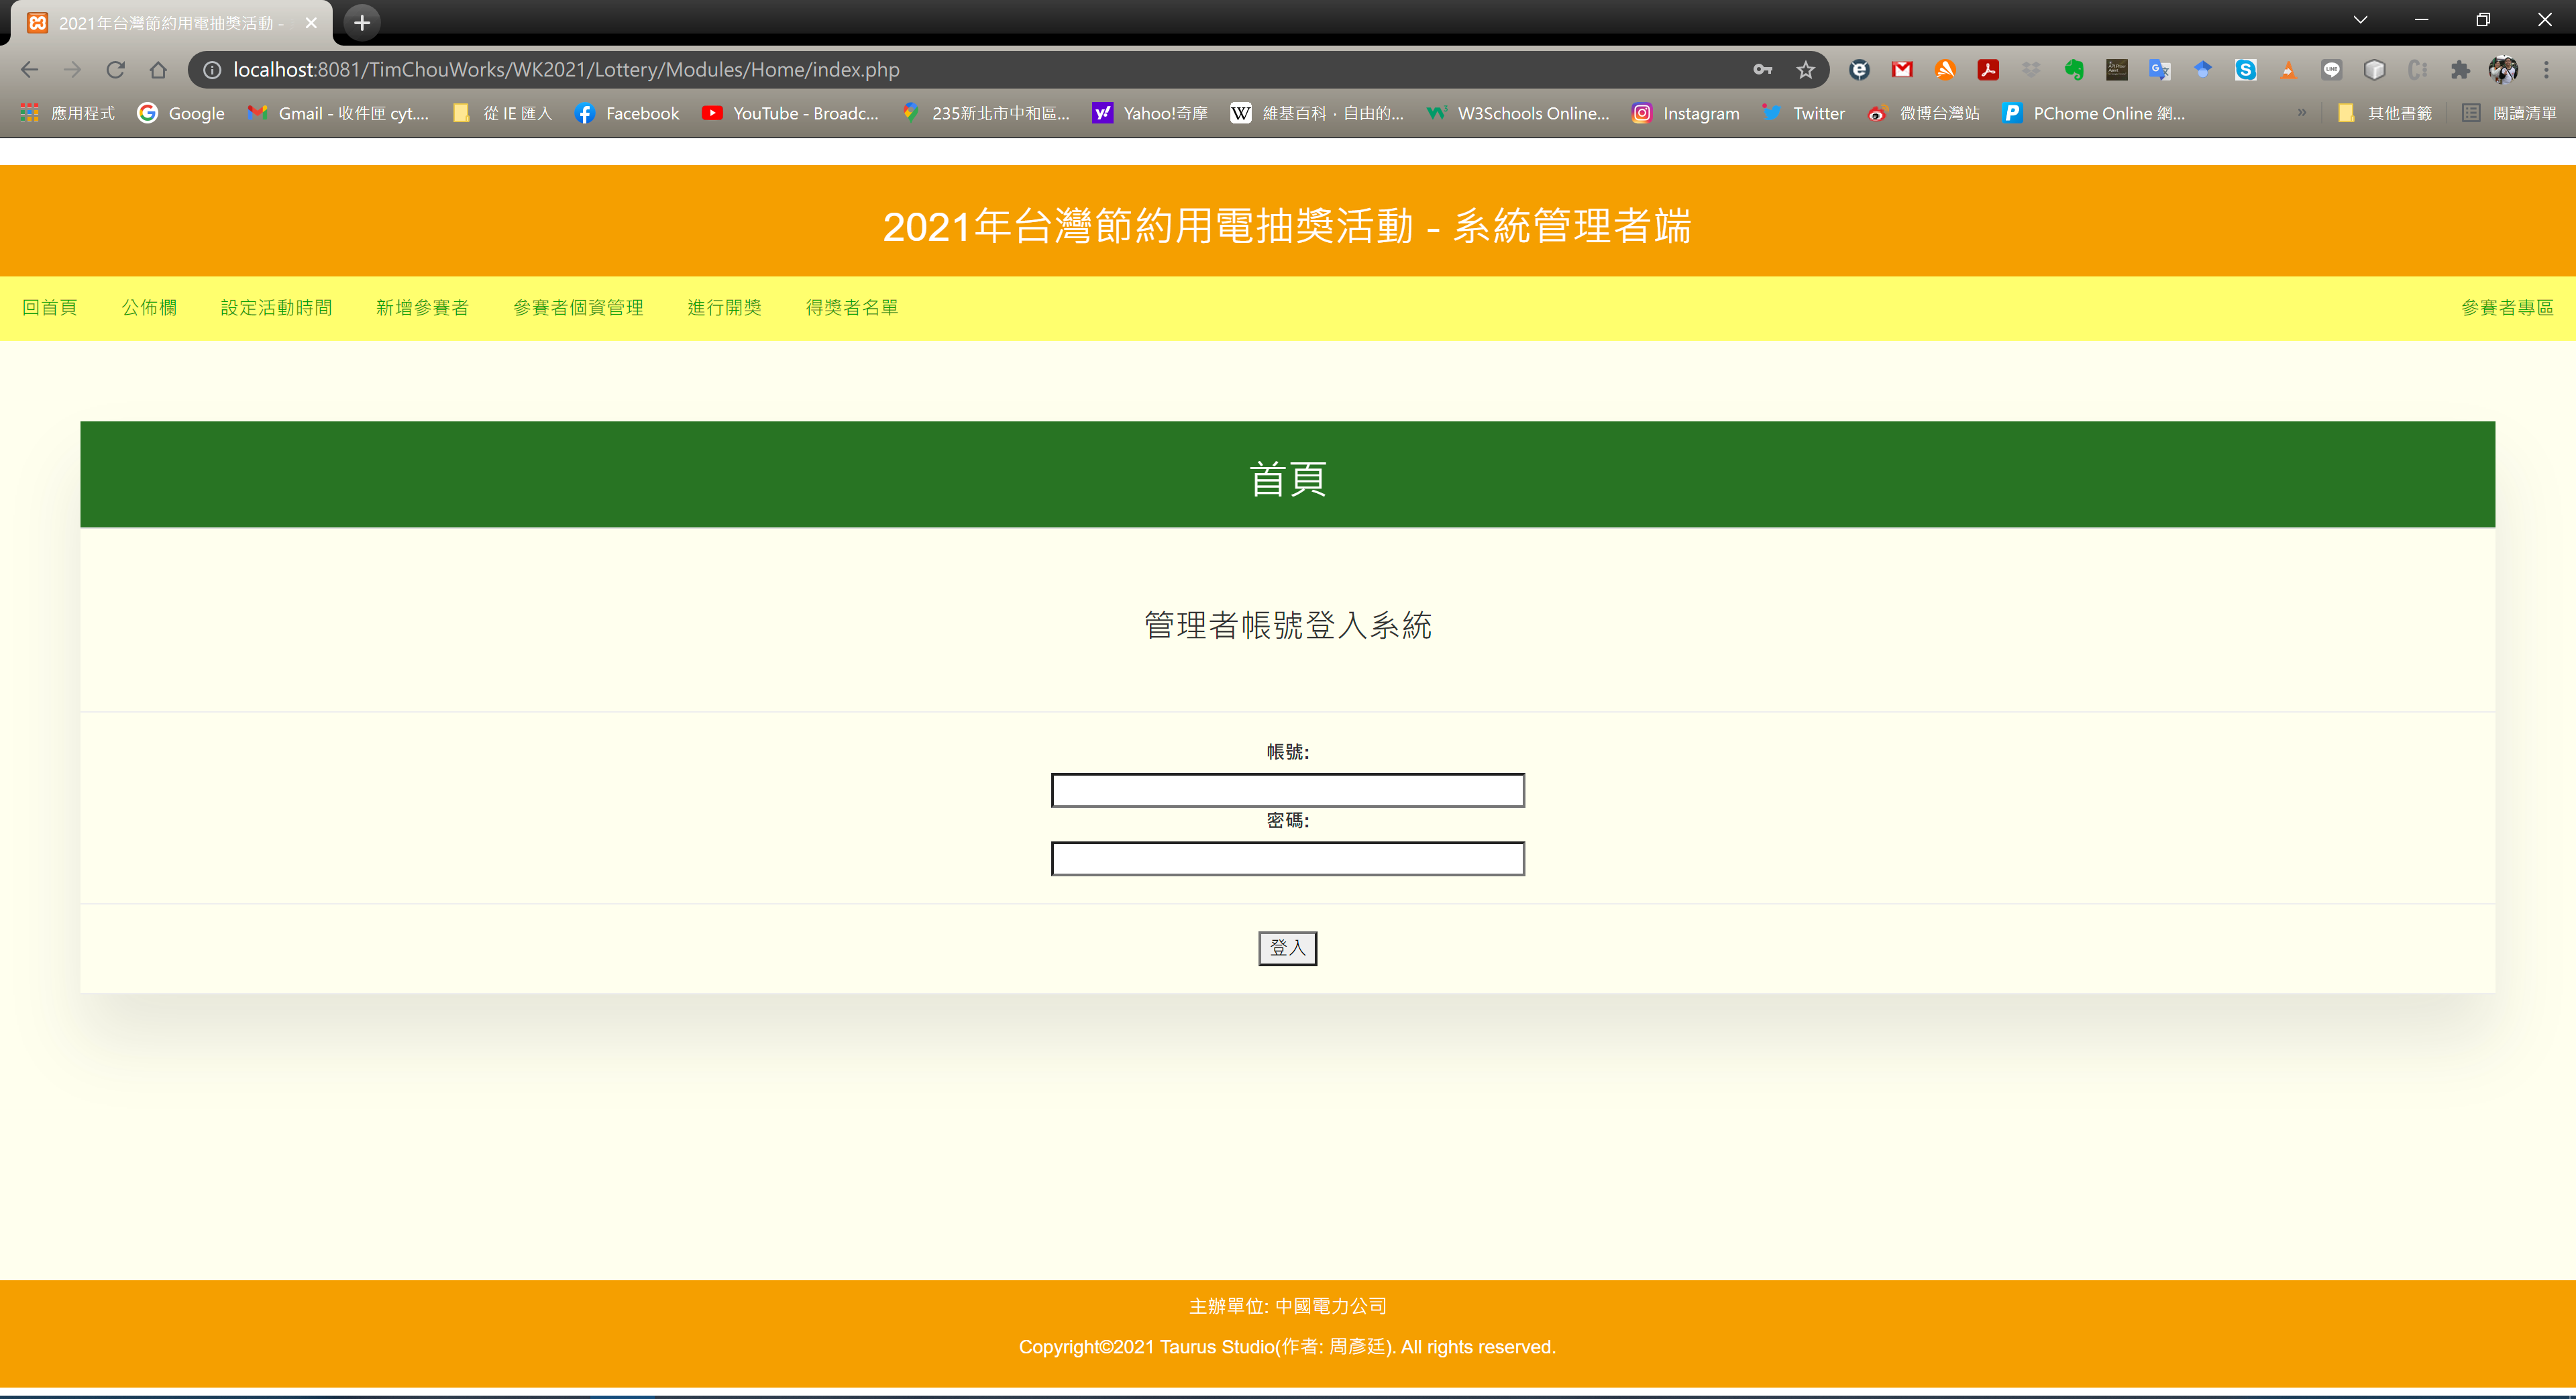 2021年台灣節約用電抽獎活動 -
localhost:8081/TimChouWorks/WK2021/Lottery/Modules/Home/index.php
應用程式 Google Gmail - 收件匣 cyt.... 從 IE 匯入 Facebook YouTube - Broadc... 235新北市中和區... Yahoo!奇摩 維基百科，自由的... W3Schools Online... Instagram Twitter 微博台灣站 PChome Online 網... » 其他書籤 閱讀清單
2021年台灣節約用電抽獎活動 - 系統管理者端
回首頁 公佈欄 設定活動時間 新增參賽者 參賽者個資管理 進行開獎 得獎者名單 參賽者專區
首頁
管理者帳號登入系統
帳號:
密碼:
登入
主辦單位: 中國電力公司
Copyright©2021 Taurus Studio(作者: 周彥廷). All rights reserved.